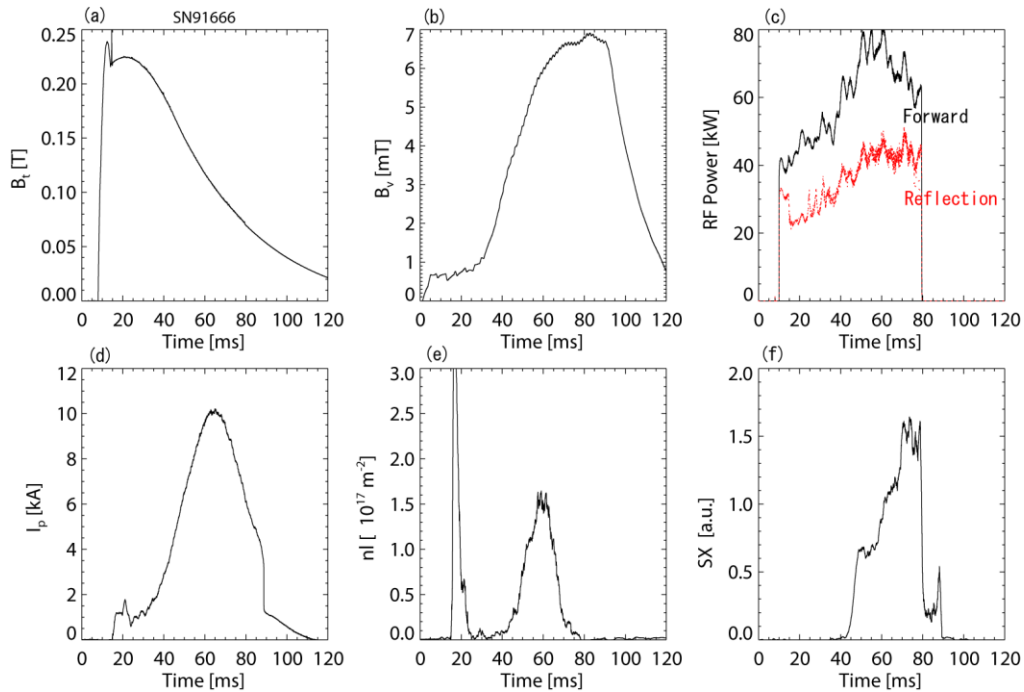 (a)
SN91666
0.25
0.20
0.15
0.10
0.05
0.00
B_t [T]
0 20 40 60 80 100 120
Time [ms]
(b)
7
6
5
4
3
2
1
0
B_v [mT]
0 20 40 60 80 100 120
Time [ms]
(c)
80
60
40
20
0
RF Power [kW]
Forward
Reflection
0 20 40 60 80 100 120
Time [ms]
(d)
12
10
8
6
4
2
0
I_p [kA]
0 20 40 60 80 100 120
Time [ms]
(e)
3.0
2.5
2.0
1.5
1.0
0.5
0.0
nl [ 10^17 m^-2]
0 20 40 60 80 100 120
Time [ms]
(f)
2.0
1.5
1.0
0.5
0.0
SX [a.u.]
0 20 40 60 80 100 120
Time [ms]